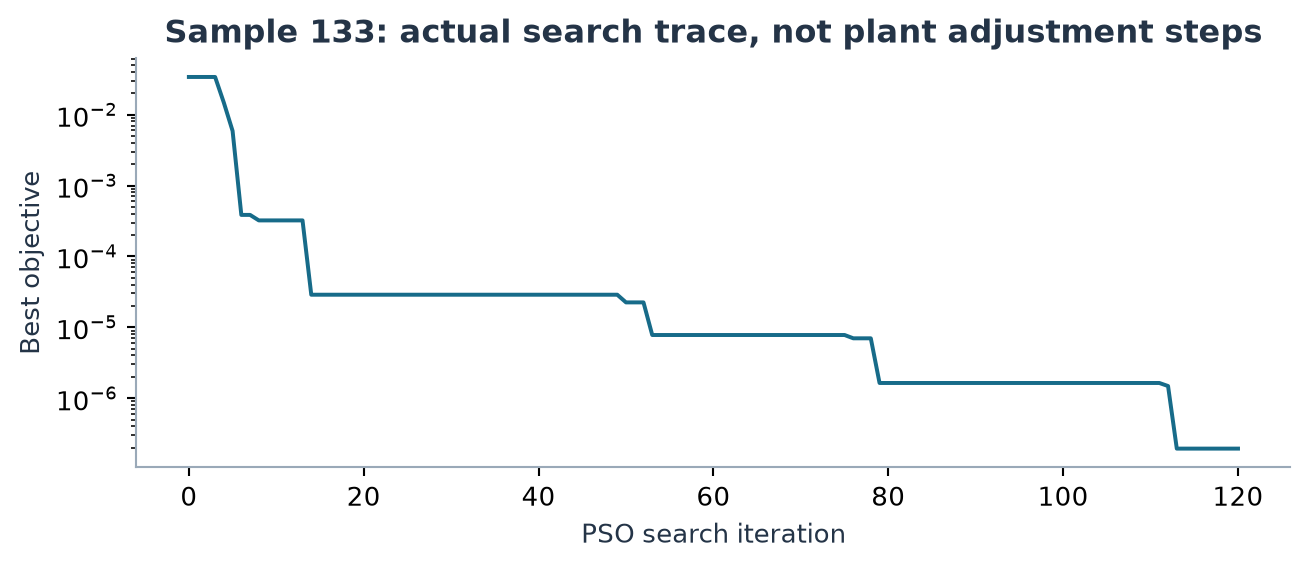 Sample 133: actual search trace, not plant adjustment steps
Best objective
10⁻²
10⁻³
10⁻⁴
10⁻⁵
10⁻⁶
0 20 40 60 80 100 120
PSO search iteration